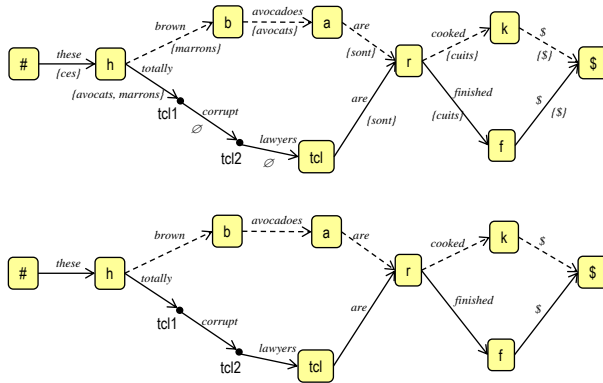 brown
avocadoes
{marrons}
{avocats}
b
a
are
{sont}
cooked
{cuits}
k
$
{$}
#
these
{ces}
h
r
$
totally
{avocats, marrons}
tcl1
corrupt
∅
tcl2
lawyers
∅
tcl
are
{sont}
finished
{cuits}
$
{$}
f
brown
avocadoes
b
a
are
cooked
k
$
#
these
h
r
$
totally
tcl1
corrupt
tcl2
lawyers
tcl
are
finished
$
f